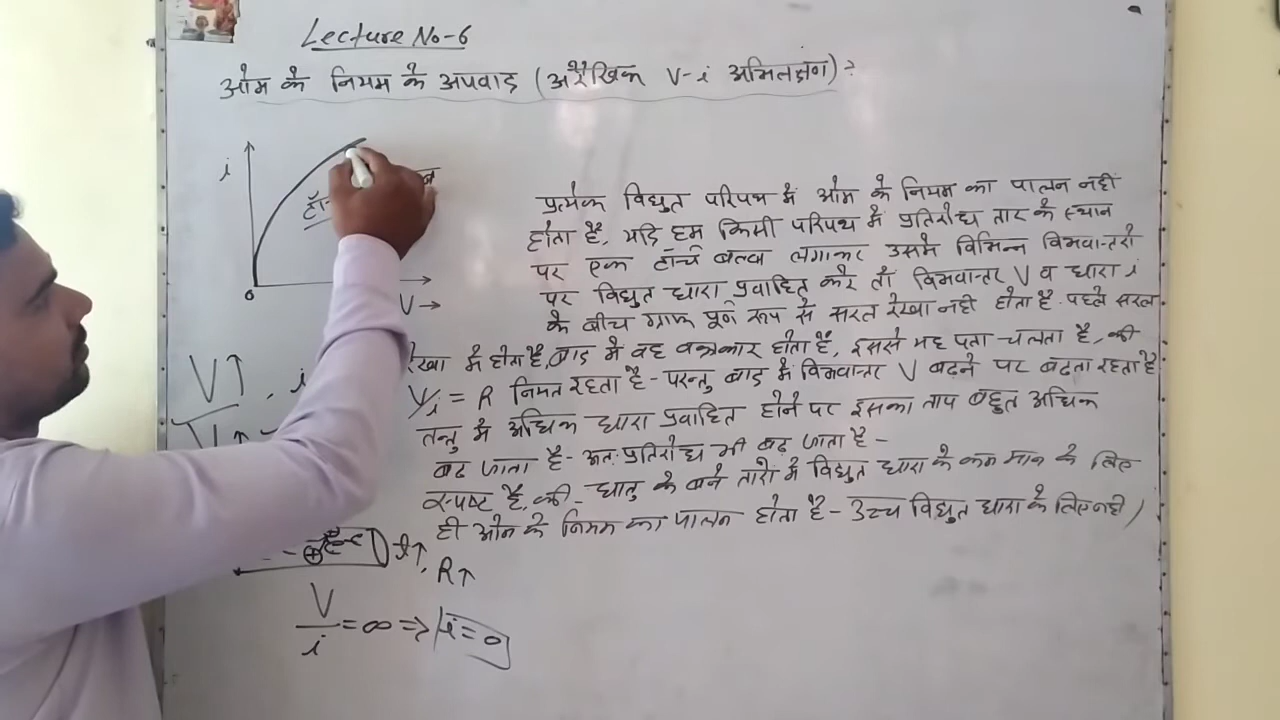 Lecture No-6
ओम के नियम के अपवाद (अरैखिक V-i अभिलक्षण) :
i
टॉ
0
V →
प्रत्येक विद्युत परिपथ में ओम के नियम का पालन नही
होता है, यदि हम किसी परिपथ में प्रतिरोध तार के स्थान
पर एक टॉर्च बल्व लगाकर उसमे विभिन्न विभवान्तरो
पर विद्युत धारा प्रवाहित करे तो विभवान्तर V व धारा i
के बीच ग्राफ पूर्ण रूप से सरल रेखा नही होता है. पहले सरल
रेखा में होता है, बाद में वह वक्राकार होता है, इससे यह पता चलता है, की
V/i = R नियत रहता है - परन्तु बाद में विभवान्तर V बढने पर बढता रहता है
तन्तु में अधिक धारा प्रवाहित होने पर इसका ताप बहुत अधिक
बढ जाता है - अतः प्रतिरोध भी बढ जाता है -
स्पष्ट है, की - धातु के बने तारो में विद्युत धारा के कम मान के लिए
ही ओम के नियम का पालन होता है - उच्च विद्युत धारा के लिए नही /
V↑ , i
↑
⊕ ↑, R↑
V/i = ∞ ⇒ i = 0